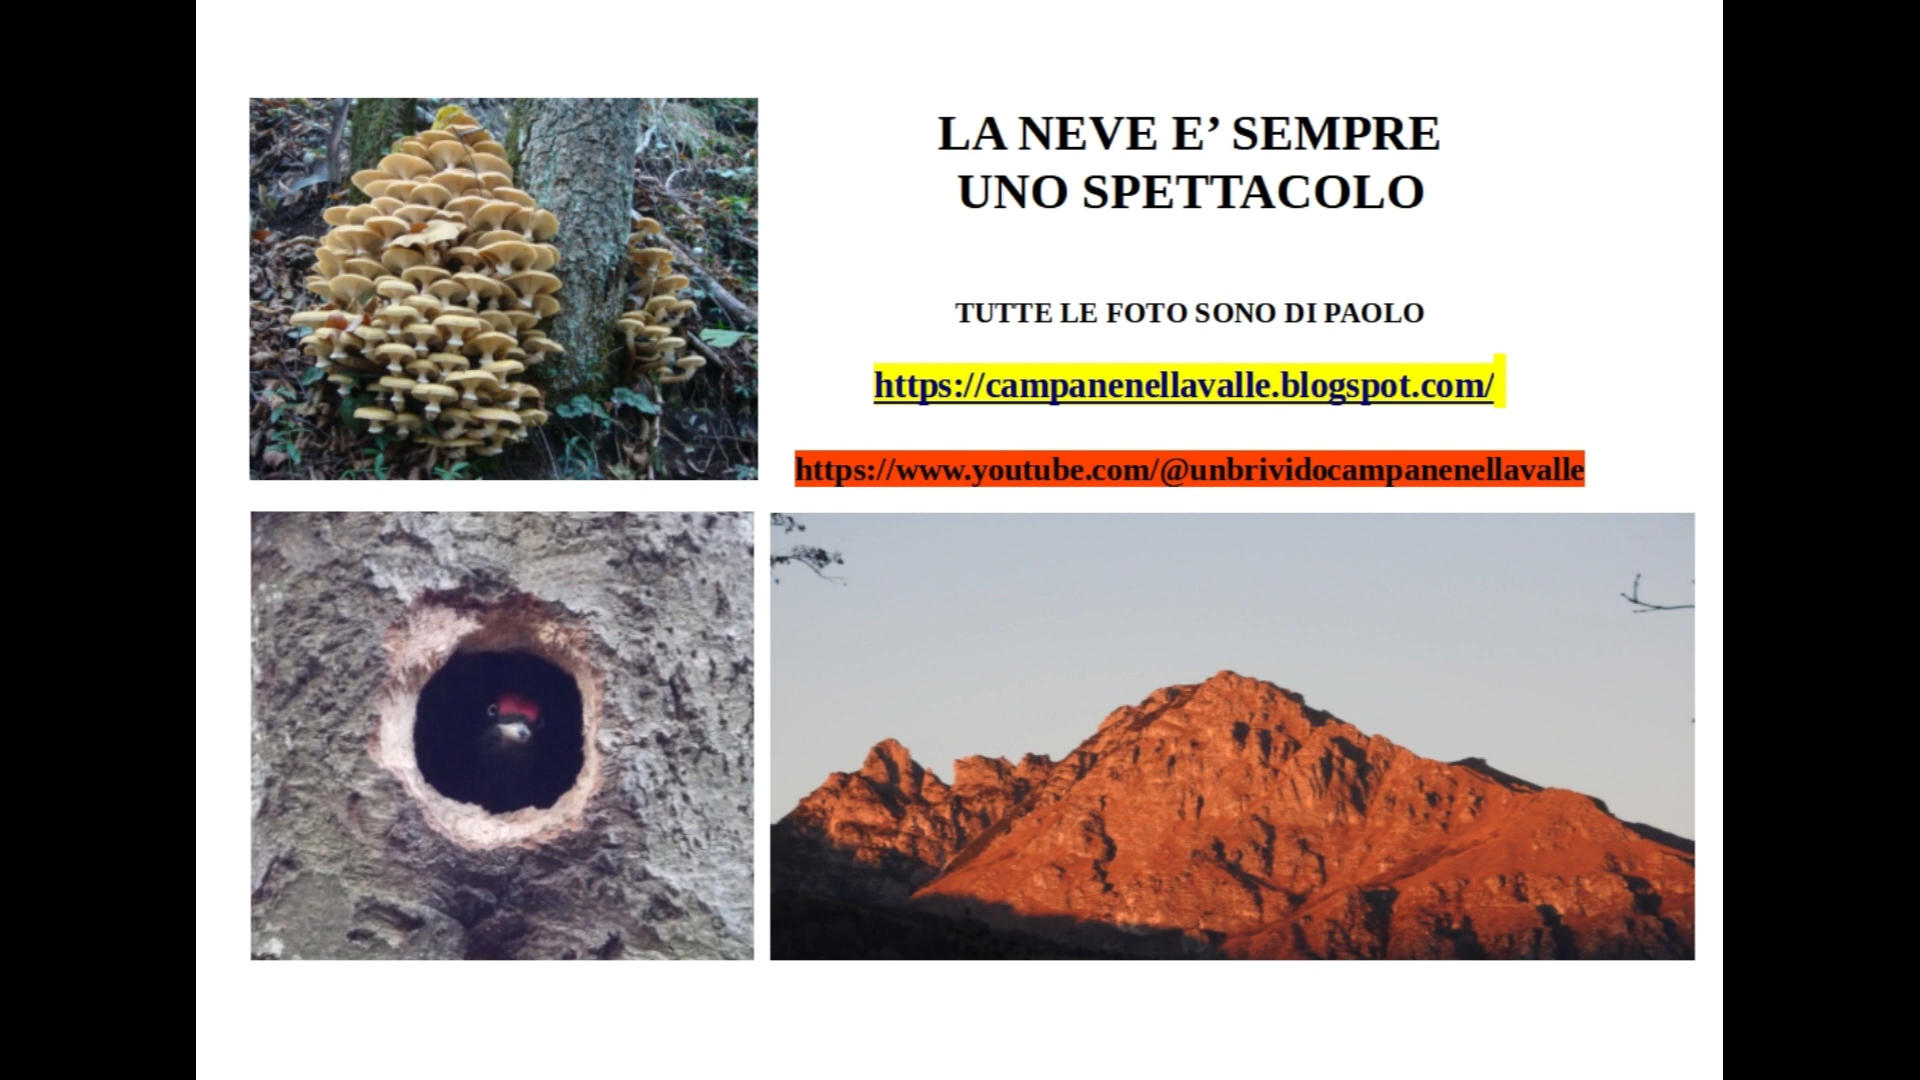 LA NEVE E’ SEMPRE
UNO SPETTACOLO
TUTTE LE FOTO SONO DI PAOLO
https://campanenellavalle.blogspot.com/
https://www.youtube.com/@unbrividocampanenellavalle